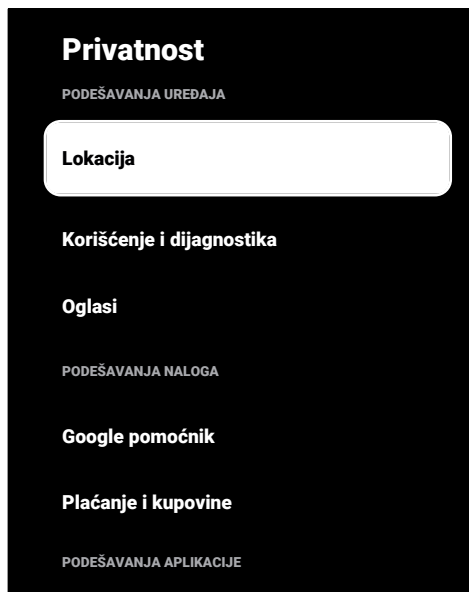 Privatnost
PODEŠAVANJA UREĐAJA
Lokacija
Korišćenje i dijagnostika
Oglasi
PODEŠAVANJA NALOGA
Google pomoćnik
Plaćanje i kupovine
PODEŠAVANJA APLIKACIJE